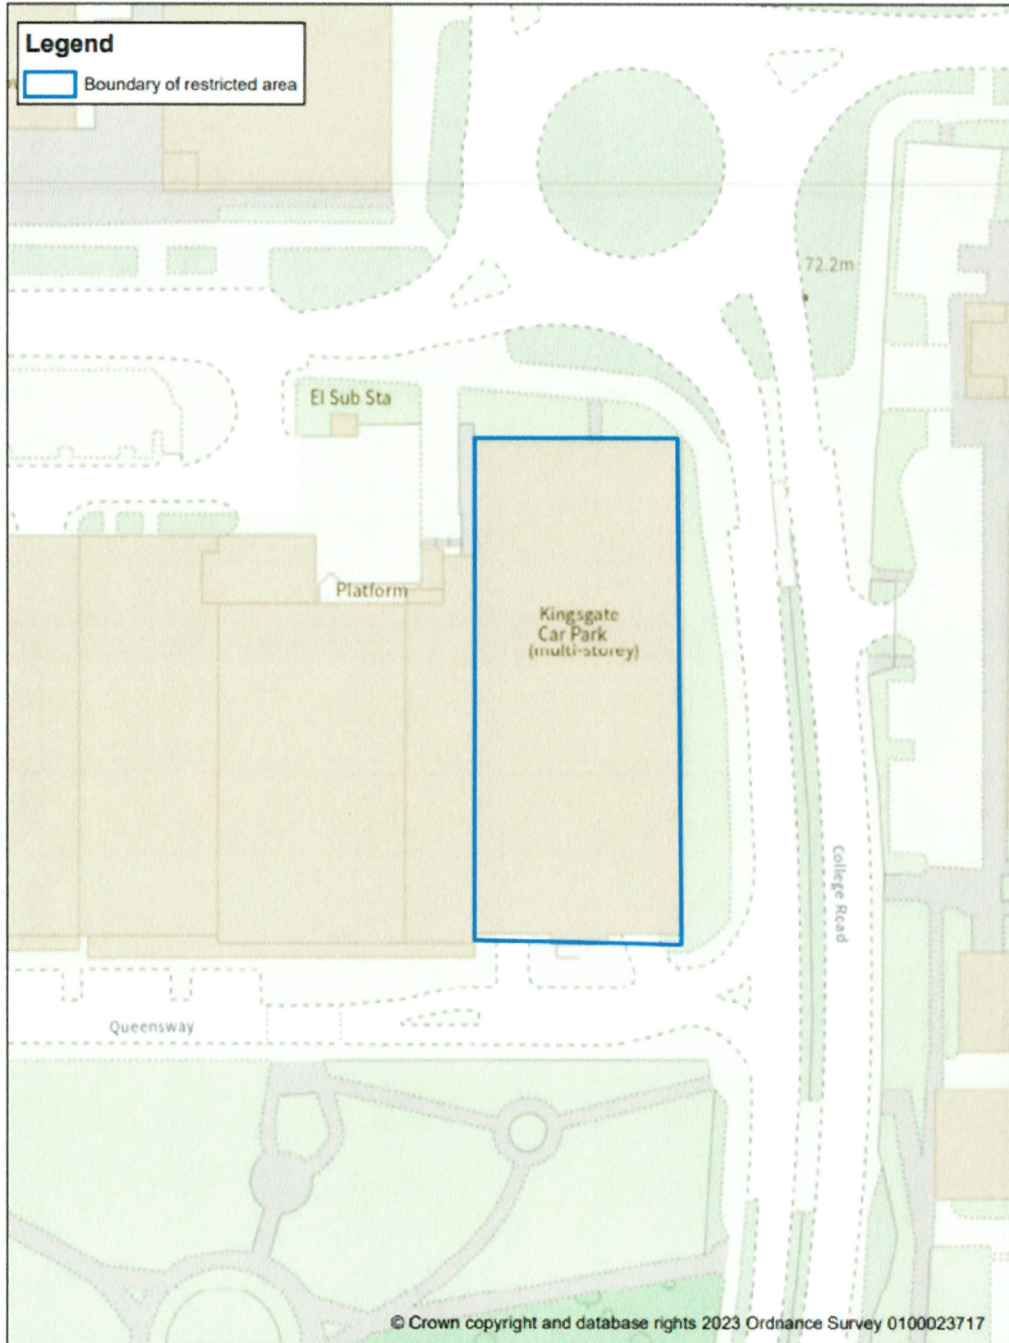 Legend
Boundary of restricted area
72.2m
El Sub Sta
Platform
Kingsgate
Car Park
(multi-storey)
College Road
Queensway
© Crown copyright and database rights 2023 Ordnance Survey 0100023717